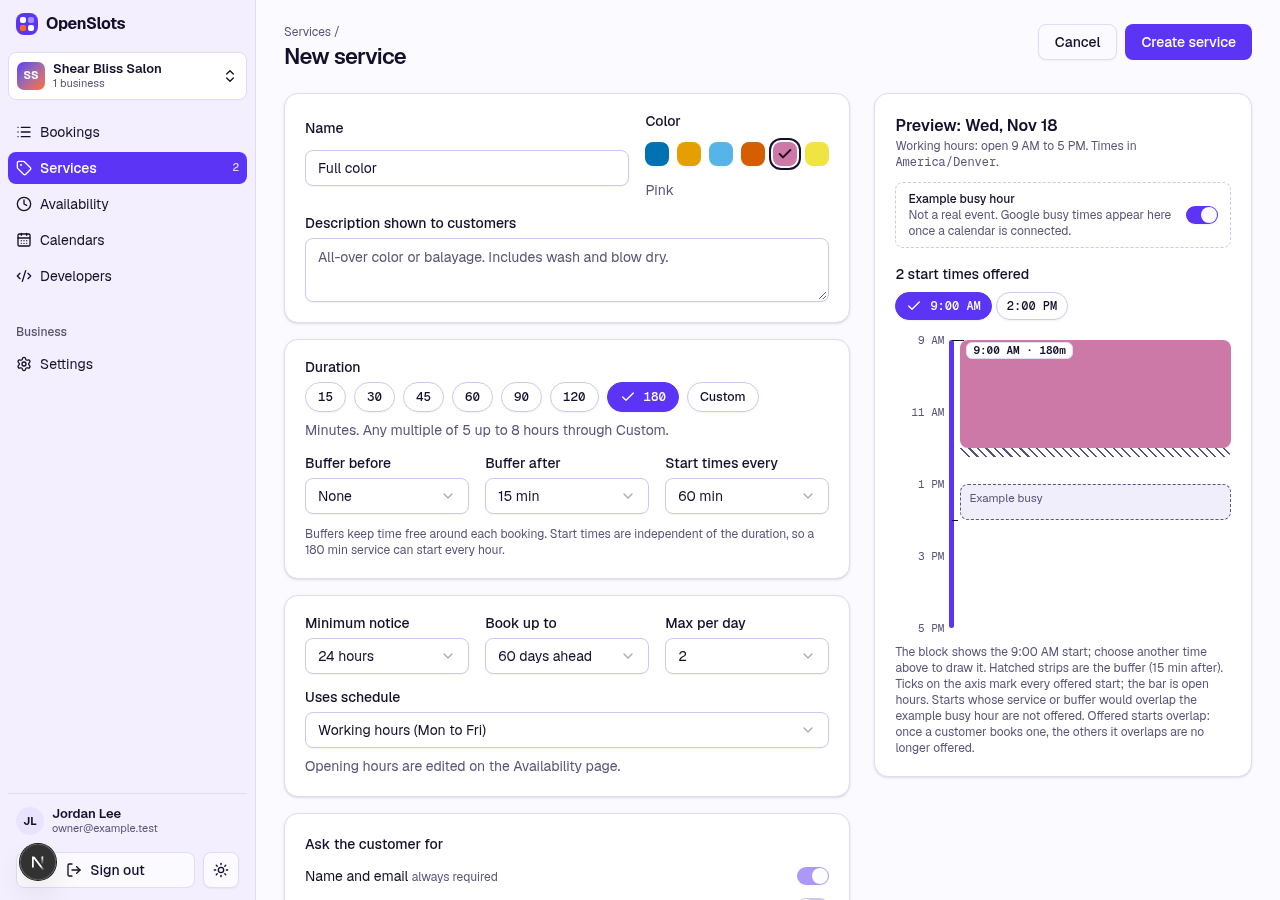 OpenSlots
SS
Shear Bliss Salon
1 business
Bookings
Services 2
Availability
Calendars
Developers
Business
Settings
JL
Jordan Lee
owner@example.test
N
Sign out
Services /
New service
Cancel
Create service
Name
Full color
Color
Pink
Description shown to customers
All-over color or balayage. Includes wash and blow dry.
Duration
15 30 45 60 90 120 180 Custom
Minutes. Any multiple of 5 up to 8 hours through Custom.
Buffer before Buffer after Start times every
None 15 min 60 min
Buffers keep time free around each booking. Start times are independent of the duration, so a
180 min service can start every hour.
Minimum notice Book up to Max per day
24 hours 60 days ahead 2
Uses schedule
Working hours (Mon to Fri)
Opening hours are edited on the Availability page.
Ask the customer for
Name and email always required
Preview: Wed, Nov 18
Working hours: open 9 AM to 5 PM. Times in
America/Denver.
Example busy hour
Not a real event. Google busy times appear here
once a calendar is connected.
2 start times offered
9:00 AM 2:00 PM
9 AM
9:00 AM · 180m
11 AM
1 PM
Example busy
3 PM
5 PM
The block shows the 9:00 AM start; choose another time
above to draw it. Hatched strips are the buffer (15 min after).
Ticks on the axis mark every offered start; the bar is open
hours. Starts whose service or buffer would overlap the
example busy hour are not offered. Offered starts overlap:
once a customer books one, the others it overlaps are no
longer offered.